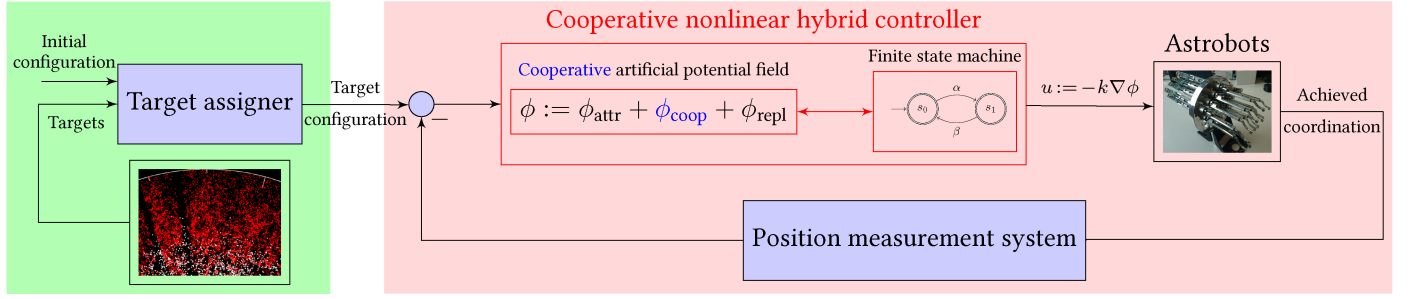 Cooperative nonlinear hybrid controller
Initial
configuration
Targets
Target assigner
Target
configuration
−
Cooperative artificial potential field
ϕ := ϕattr + ϕcoop + ϕrepl
Finite state machine
s0
α
s1
β
u := −k∇ϕ
Astrobots
Achieved
coordination
Position measurement system